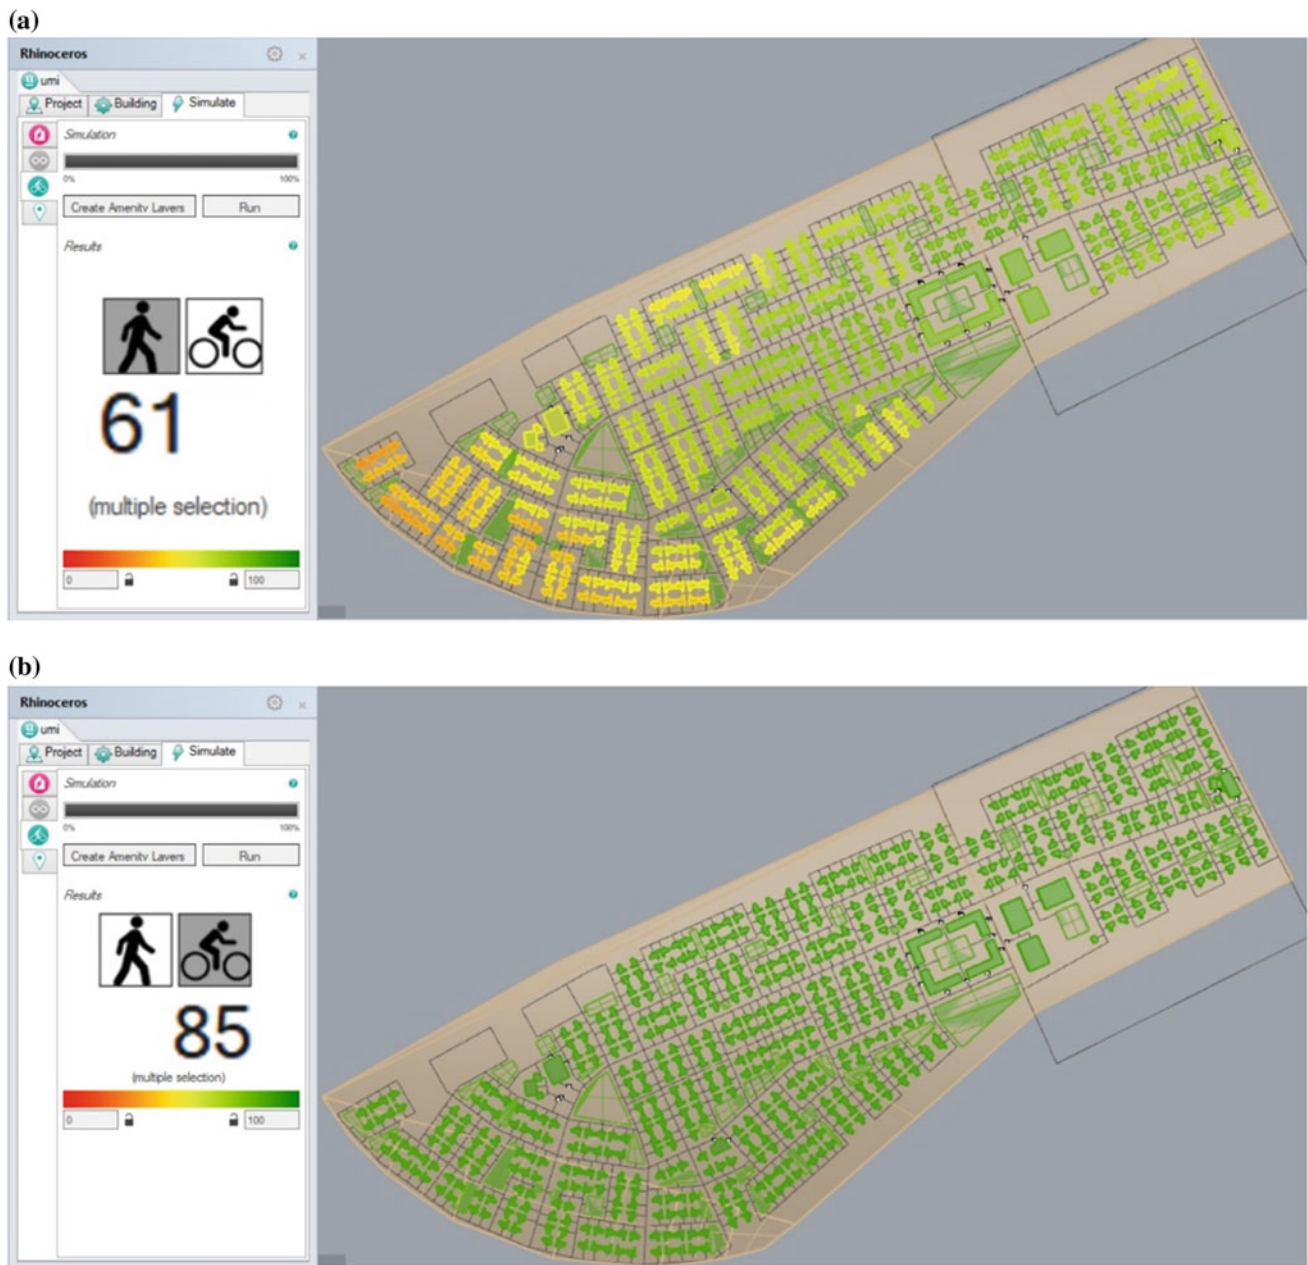 (a)
Rhinoceros
umi
Project Building Simulate
Simulation
0% 100%
Create Amenity Layers Run
Results
61
(multiple selection)
0 100
(b)
Rhinoceros
umi
Project Building Simulate
Simulation
0% 100%
Create Amenity Layers Run
Results
85
(multiple selection)
0 100